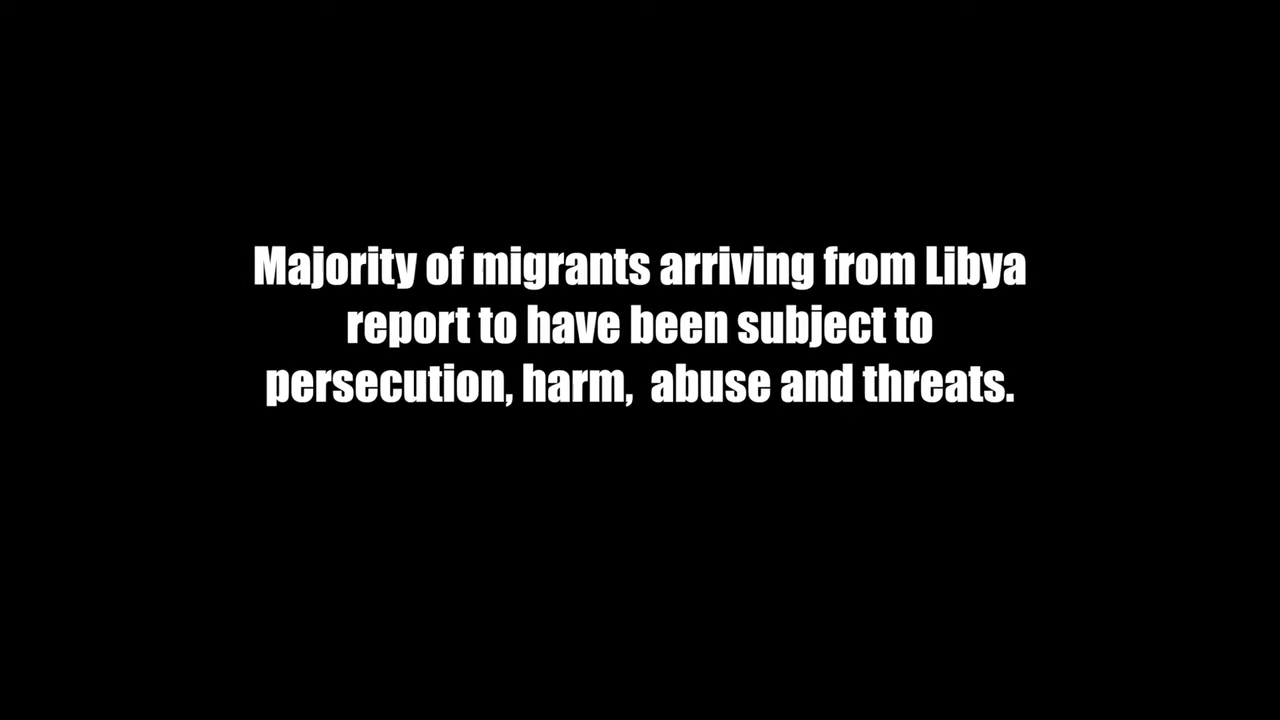 Majority of migrants arriving from Libya
report to have been subject to
persecution, harm,  abuse and threats.